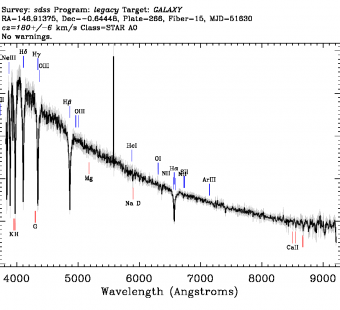 Survey: sdss Program: legacy Target: GALAXY
RA=146.91375, Dec=-0.64448, Plate=266, Fiber=15, MJD=51630
cz=180+/-6 km/s Class=STAR A0
No warnings.
NeIII Hδ Hγ
OIII
Hβ
OIII
HeI
OI
Hα
NII
SII
ArIII
K H
G
Mg
Na D
CaII
4000 5000 6000 7000 8000 9000
Wavelength (Angstroms)